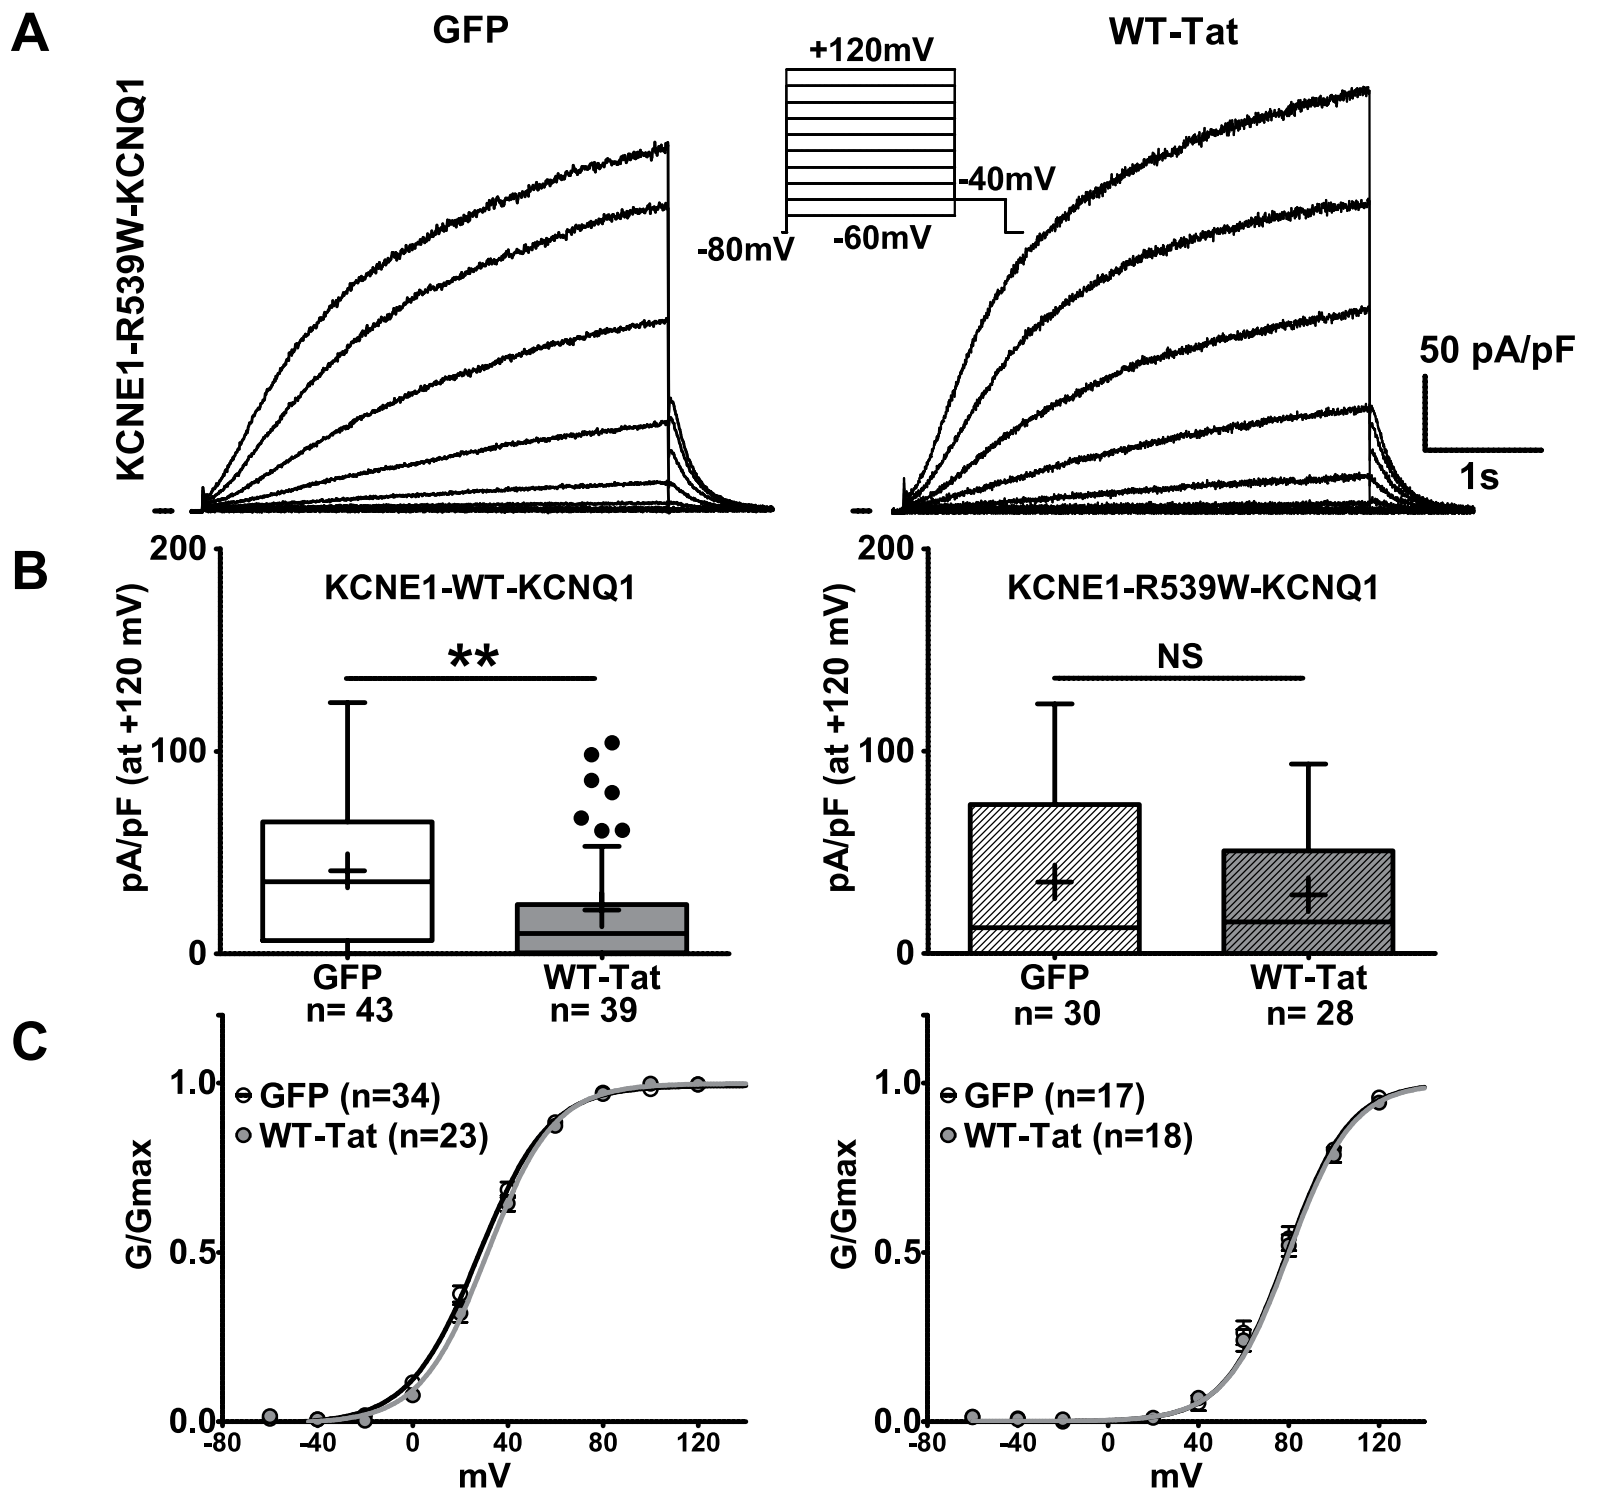 A
GFP
WT-Tat
KCNE1-R539W-KCNQ1
+120mV
-40mV
-80mV
-60mV
50 pA/pF
1s
B
pA/pF (at +120 mV)
200
100
0
KCNE1-WT-KCNQ1
**
GFP
WT-Tat
n= 43
n= 39
pA/pF (at +120 mV)
200
100
0
KCNE1-R539W-KCNQ1
NS
GFP
WT-Tat
n= 30
n= 28
C
G/Gmax
1.0
0.5
0.0
GFP (n=34)
WT-Tat (n=23)
-80 -40 0 40 80 120
mV
G/Gmax
1.0
0.5
0.0
GFP (n=17)
WT-Tat (n=18)
-80 -40 0 40 80 120
mV